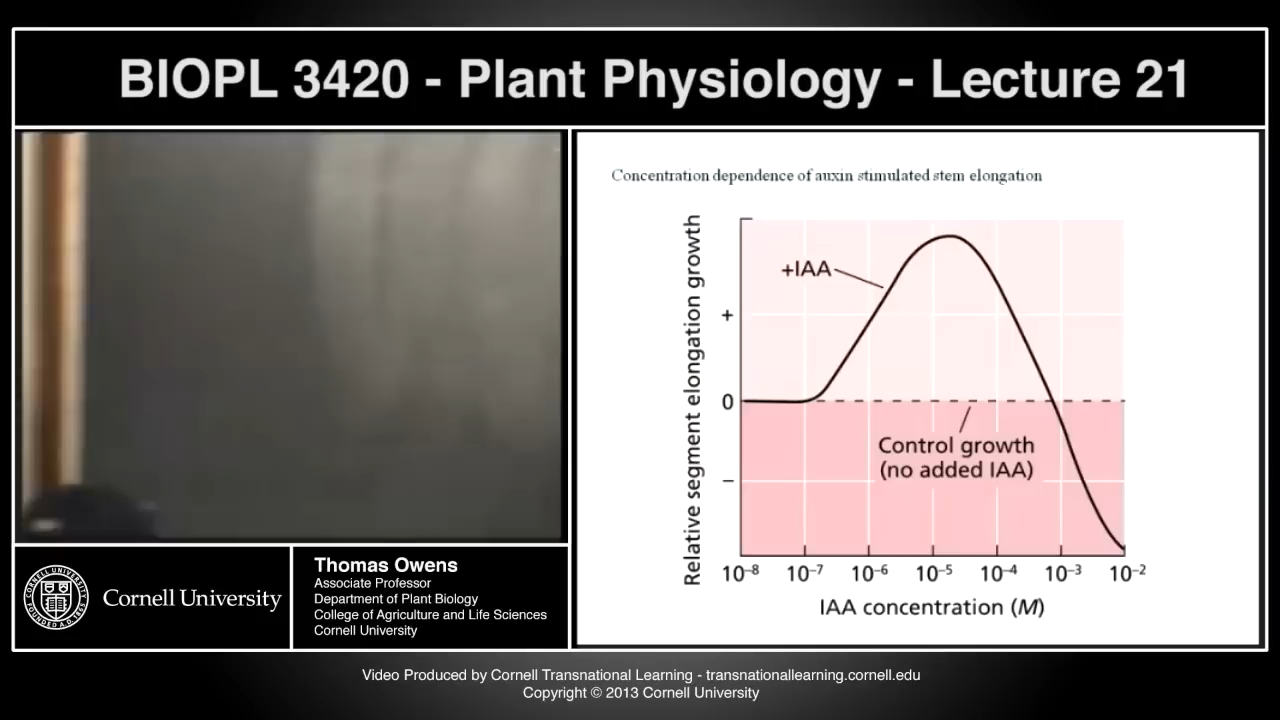 BIOPL 3420 - Plant Physiology - Lecture 21
Concentration dependence of auxin stimulated stem elongation
Relative segment elongation growth
+IAA
+
0
Control growth
(no added IAA)
−
10⁻⁸ 10⁻⁷ 10⁻⁶ 10⁻⁵ 10⁻⁴ 10⁻³ 10⁻²
IAA concentration (M)
Cornell University
Thomas Owens
Associate Professor
Department of Plant Biology
College of Agriculture and Life Sciences
Cornell University
Video Produced by Cornell Transnational Learning - transnationallearning.cornell.edu
Copyright © 2013 Cornell University